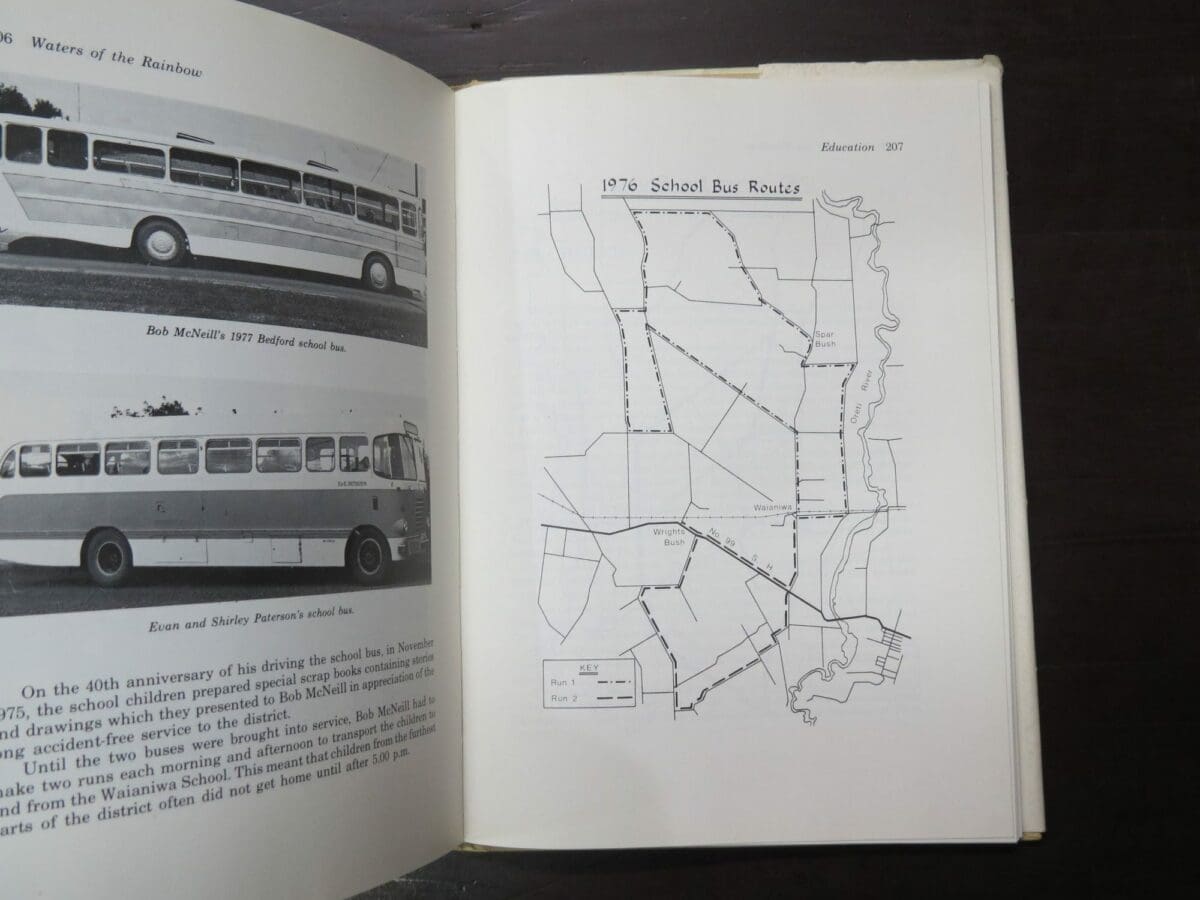 06 Waters of the Rainbow
Bob McNeill's 1977 Bedford school bus.
Evan and Shirley Paterson's school bus.
On the 40th anniversary of his driving the school bus, in November
975, the school children prepared special scrap books containing stories
nd drawings which they presented to Bob McNeill in appreciation of the
ong accident-free service to the district.
Until the two buses were brought into service, Bob McNeill had to
make two runs each morning and afternoon to transport the children to
nd from the Waianiwa School. This meant that children from the furthest
arts of the district often did not get home until after 5.00 p.m.
Education 207
1976 School Bus Routes
Spar
Bush
Oreti River
Waianiwa
Wrights
Bush
No. 99 S H
KEY
Run 1
Run 2